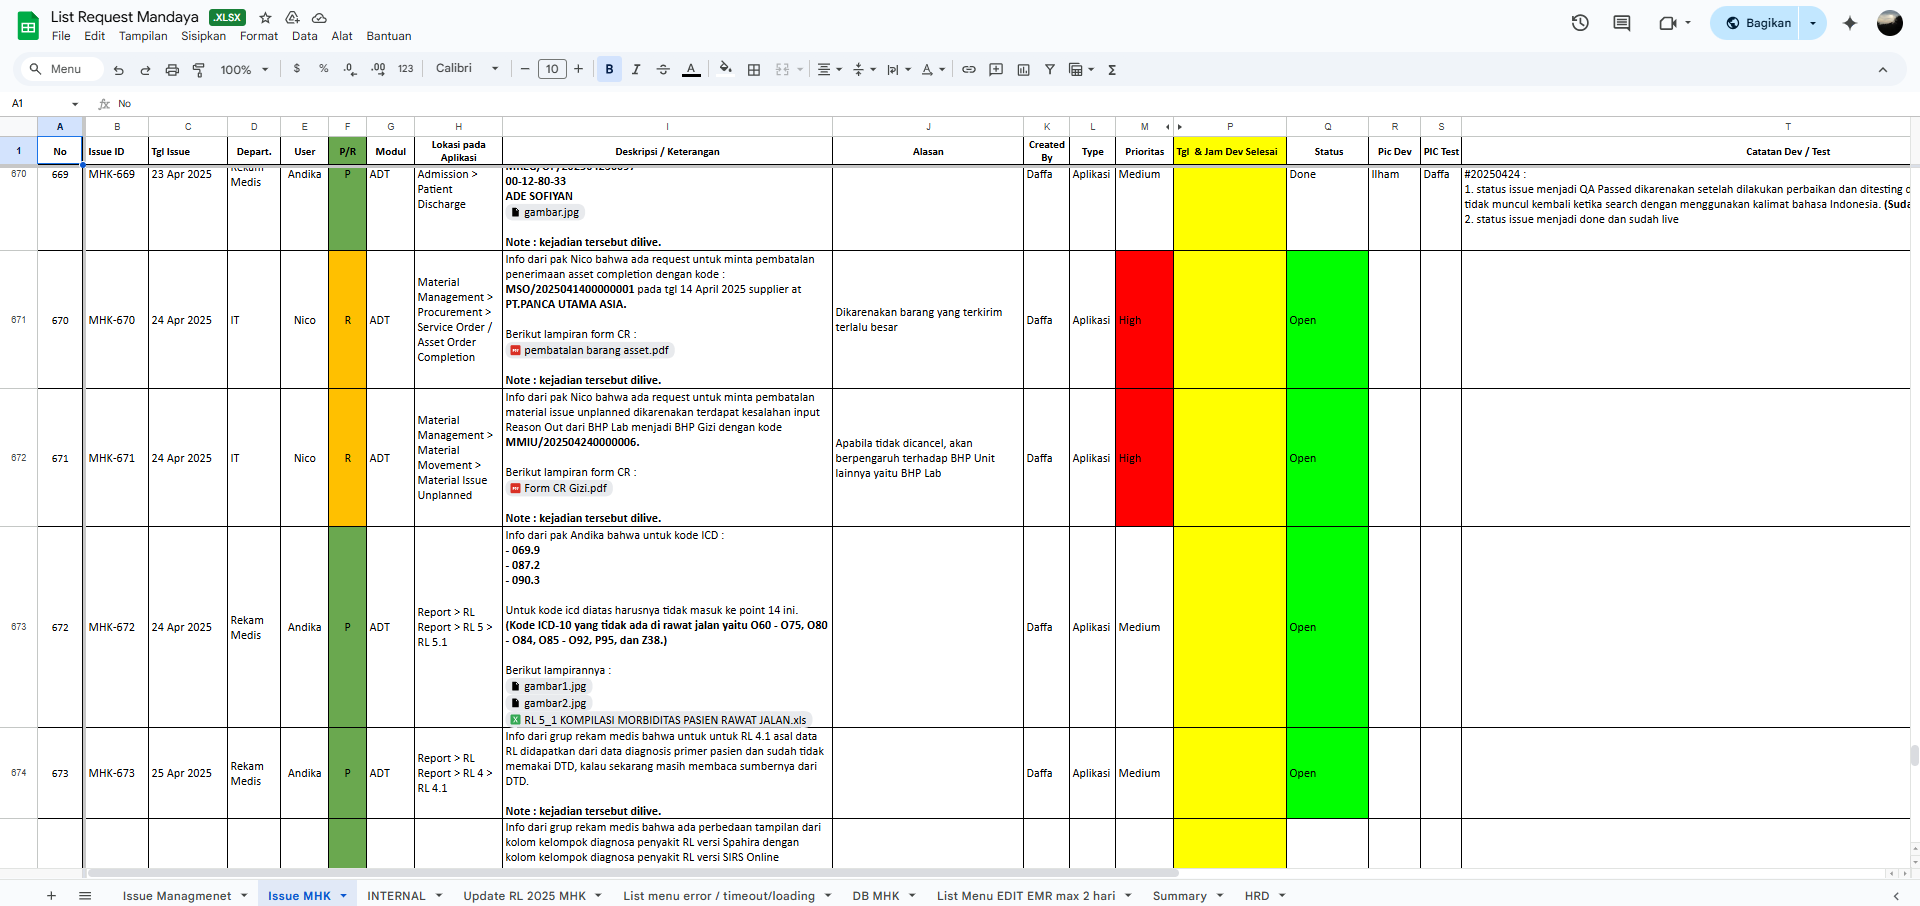 List Request Mandaya .XLSX
File Edit Tampilan Sisipkan Format Data Alat Bantuan
Bagikan
Menu 100% $ % .0 .00 123 Calibri 10 B I A
A1 fx No
A B C D E F G H I J K L M P Q R S T
1 No Issue ID Tgl Issue Depart. User P/R Modul Lokasi pada Aplikasi Deskripsi / Keterangan Alasan Created By Type Prioritas Tgl & Jam Dev Selesai Status Pic Dev PIC Test Catatan Dev / Test
670 669 MHK-669 23 Apr 2025 Rekam Medis Andika P ADT
Admission >
Patient
Discharge
00-12-80-33
ADE SOFIYAN
gambar.jpg
Note : kejadian tersebut dilive.
Daffa Aplikasi Medium Done Ilham Daffa
#20250424 :
1. status issue menjadi QA Passed dikarenakan setelah dilakukan perbaikan dan ditesting
tidak muncul kembali ketika search dengan menggunakan kalimat bahasa Indonesia. (Suda
2. status issue menjadi done dan sudah live
671 670 MHK-670 24 Apr 2025 IT Nico R ADT
Material
Management >
Procurement >
Service Order /
Asset Order
Completion
Info dari pak Nico bahwa ada request untuk minta pembatalan
penerimaan asset completion dengan kode :
MSO/2025041400000001 pada tgl 14 April 2025 supplier at
PT.PANCA UTAMA ASIA.
Berikut lampiran form CR :
pembatalan barang asset.pdf
Note : kejadian tersebut dilive.
Dikarenakan barang yang terkirim
terlalu besar
Daffa Aplikasi High Open
672 671 MHK-671 24 Apr 2025 IT Nico R ADT
Material
Management >
Material
Movement >
Material Issue
Unplanned
Info dari pak Nico bahwa ada request untuk minta pembatalan
material issue unplanned dikarenakan terdapat kesalahan input
Reason Out dari BHP Lab menjadi BHP Gizi dengan kode
MMIU/202504240000006.
Berikut lampiran form CR :
Form CR Gizi.pdf
Note : kejadian tersebut dilive.
Apabila tidak dicancel, akan
berpengaruh terhadap BHP Unit
lainnya yaitu BHP Lab
Daffa Aplikasi High Open
673 672 MHK-672 24 Apr 2025 Rekam Medis Andika P ADT
Report > RL
Report > RL 5 >
RL 5.1
Info dari pak Andika bahwa untuk kode ICD :
- 069.9
- 087.2
- 090.3
Untuk kode icd diatas harusnya tidak masuk ke point 14 ini.
(Kode ICD-10 yang tidak ada di rawat jalan yaitu O60 - O75, O80
- O84, O85 - O92, P95, dan Z38.)
Berikut lampirannya :
gambar1.jpg
gambar2.jpg
RL 5_1 KOMPILASI MORBIDITAS PASIEN RAWAT JALAN.xls
Daffa Aplikasi Medium Open
674 673 MHK-673 25 Apr 2025 Rekam Medis Andika P ADT
Report > RL
Report > RL 4 >
RL 4.1
Info dari grup rekam medis bahwa untuk untuk RL 4.1 asal data
RL didapatkan dari data diagnosis primer pasien dan sudah tidak
memakai DTD, kalau sekarang masih membaca sumbernya dari
DTD.
Note : kejadian tersebut dilive.
Daffa Aplikasi Medium Open
Info dari grup rekam medis bahwa ada perbedaan tampilan dari
kolom kelompok diagnosa penyakit RL versi Spahira dengan
kolom kelompok diagnosa penyakit RL versi SIRS Online
Issue Managmenet Issue MHK INTERNAL Update RL 2025 MHK List menu error / timeout/loading DB MHK List Menu EDIT EMR max 2 hari Summary HRD